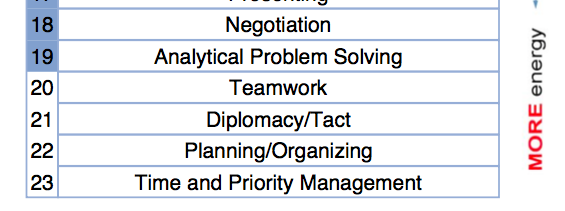 18 Negotiation
19 Analytical Problem Solving
20 Teamwork
21 Diplomacy/Tact
22 Planning/Organizing
23 Time and Priority Management
MORE energy